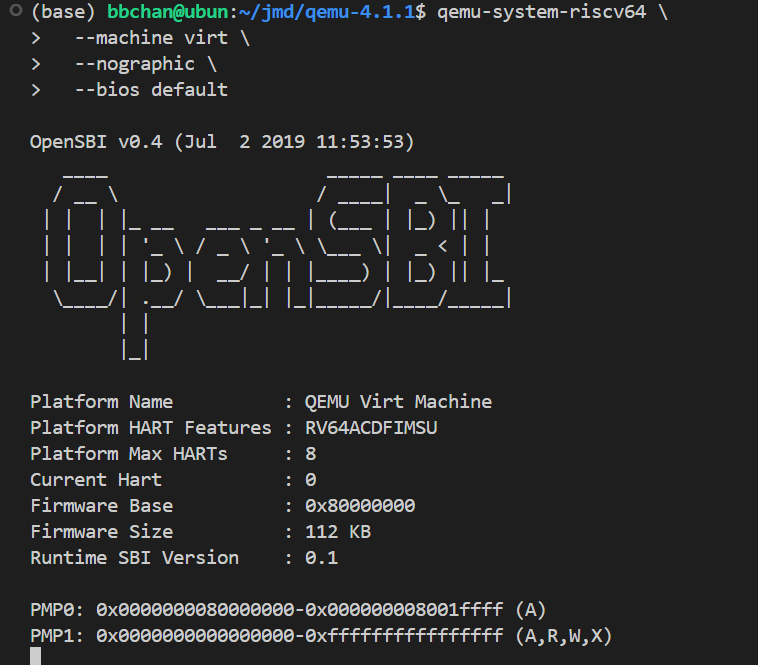 (base) bbchan@ubun:~/jmd/qemu-4.1.1$ qemu-system-riscv64 \
>   --machine virt \
>   --nographic \
>   --bios default

OpenSBI v0.4 (Jul  2 2019 11:53:53)
   ____                    _____ ____ _____
  / __ \                  / ____|  _ \_   _|
 | |  | |_ __   ___ _ __ | (___ | |_) || |
 | |  | | '_ \ / _ \ '_ \ \___ \|  _ < | |
 | |__| | |_) |  __/ | | |____) | |_) || |_
  \____/| .__/ \___|_| |_|_____/|____/_____|
        | |
        |_|

Platform Name          : QEMU Virt Machine
Platform HART Features : RV64ACDFIMSU
Platform Max HARTs     : 8
Current Hart           : 0
Firmware Base          : 0x80000000
Firmware Size          : 112 KB
Runtime SBI Version    : 0.1

PMP0: 0x0000000080000000-0x000000008001ffff (A)
PMP1: 0x0000000000000000-0xffffffffffffffff (A,R,W,X)